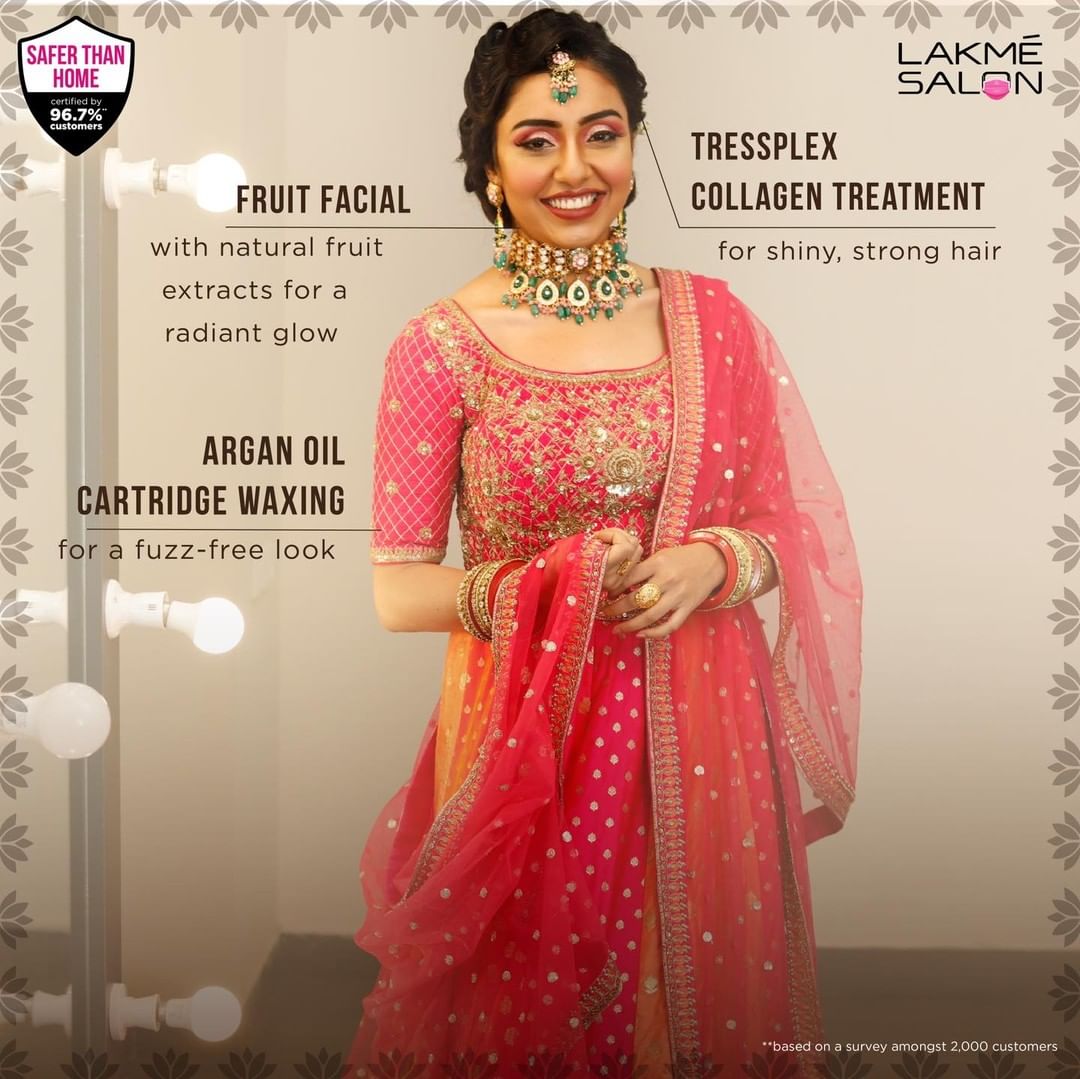 SAFER THAN
HOME
certified by
96.7%**
customers
LAKMÉ
SALON
TRESSPLEX
COLLAGEN TREATMENT
for shiny, strong hair
FRUIT FACIAL
with natural fruit
extracts for a
radiant glow
ARGAN OIL
CARTRIDGE WAXING
for a fuzz-free look
**based on a survey amongst 2,000 customers